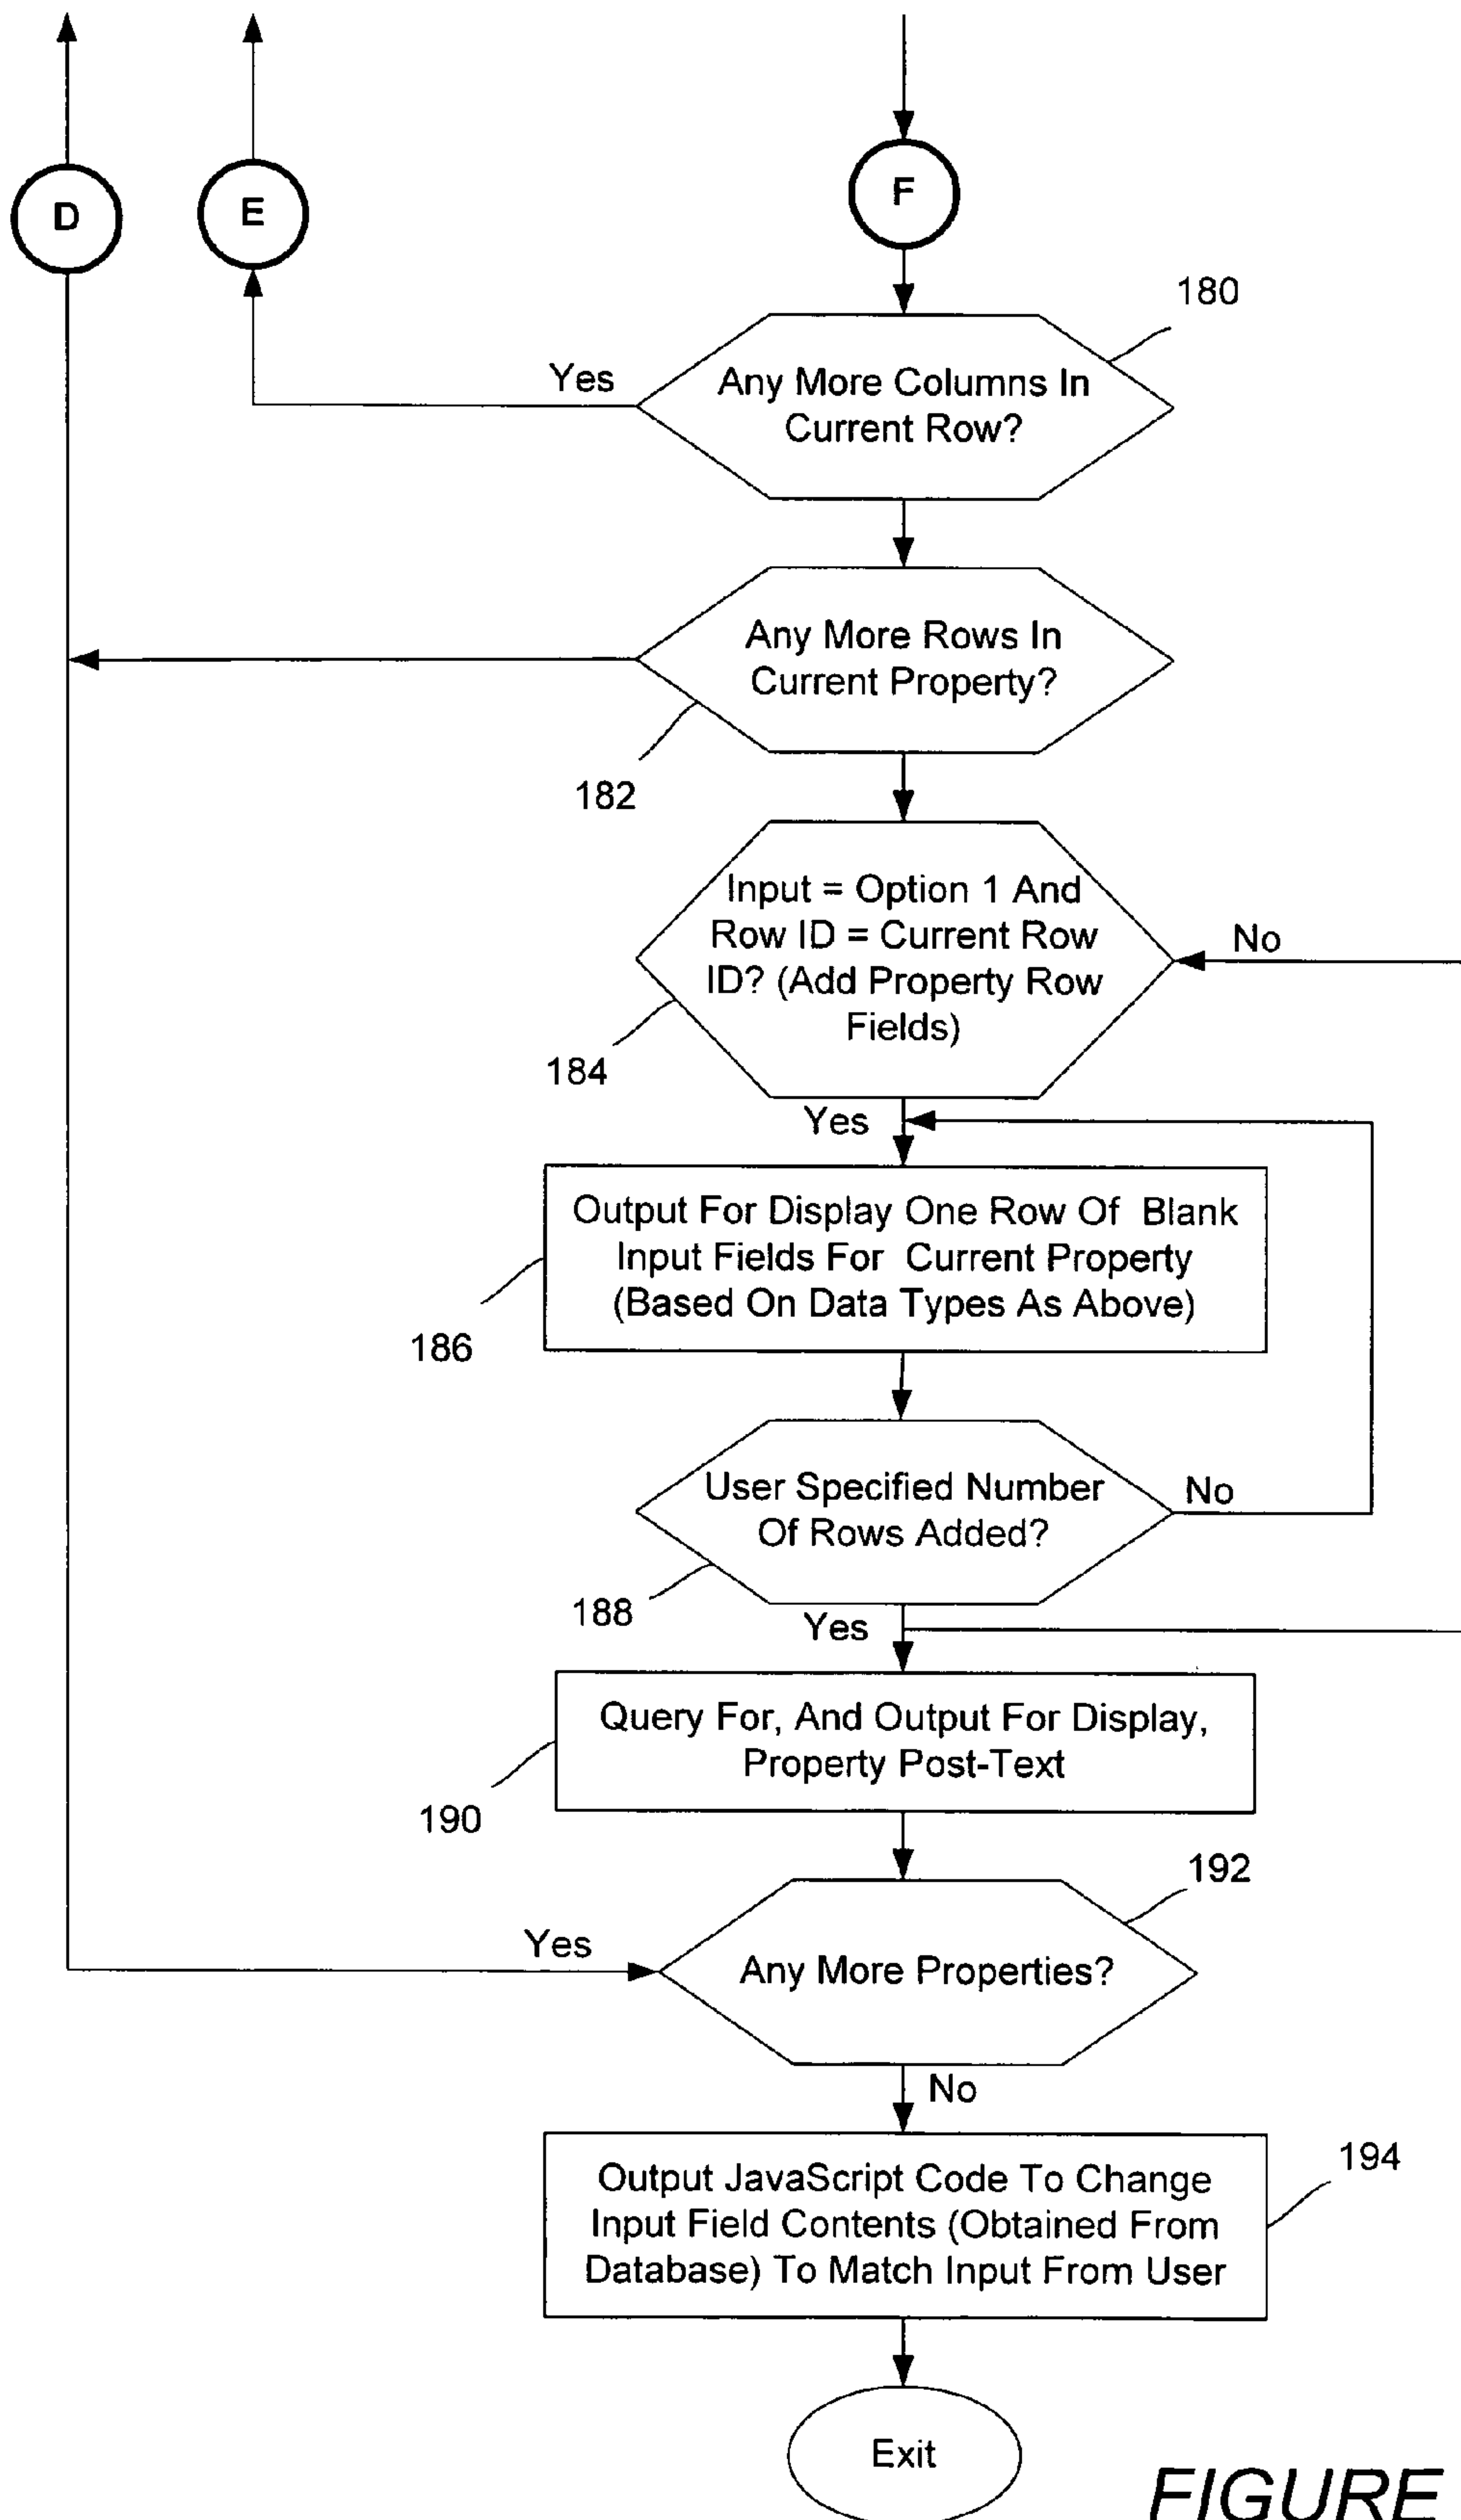 D
E
F
180
Yes
Any More Columns In
Current Row?
Any More Rows In
Current Property?
182
Input = Option 1 And
Row ID = Current Row
ID? (Add Property Row
Fields)
No
184
Yes
Output For Display One Row Of Blank
Input Fields For Current Property
(Based On Data Types As Above)
186
User Specified Number
Of Rows Added?
No
188
Yes
Query For, And Output For Display,
Property Post-Text
190
192
Yes
Any More Properties?
No
194
Output JavaScript Code To Change
Input Field Contents (Obtained From
Database) To Match Input From User
Exit
FIGURE